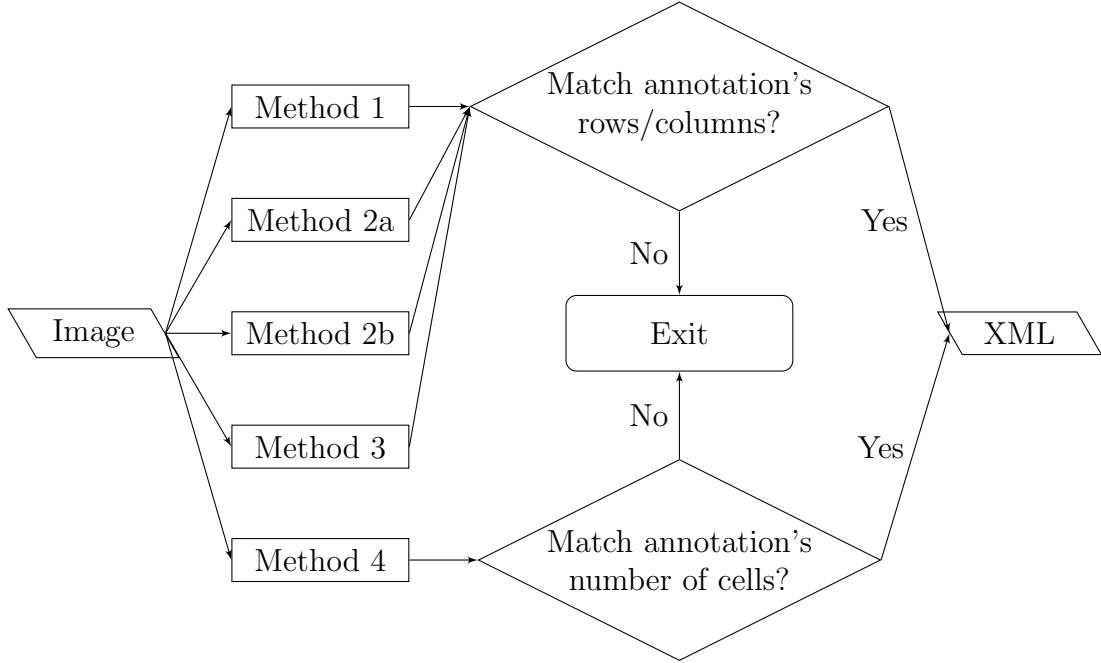 Image
Method 1
Method 2a
Method 2b
Method 3
Method 4
Match annotation's
rows/columns?
No
Exit
No
Match annotation's
number of cells?
Yes
Yes
XML